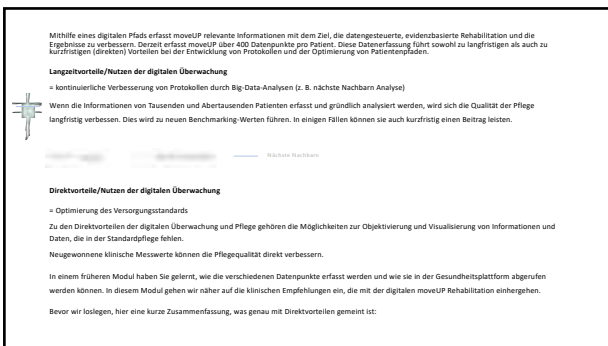 Mithilfe eines digitalen Pfads erfasst moveUP relevante Informationen mit dem Ziel, die datengesteuerte, evidenzbasierte Rehabilitation und die
Ergebnisse zu verbessern. Derzeit erfasst moveUP über 400 Datenpunkte pro Patient. Diese Datenerfassung führt sowohl zu langfristigen als auch zu
kurzfristigen (direkten) Vorteilen bei der Entwicklung von Protokollen und der Optimierung von Patientenpfaden.
Langzeitvorteile/Nutzen der digitalen Überwachung
= kontinuierliche Verbesserung von Protokollen durch Big-Data-Analysen (z. B. nächste Nachbarn Analyse)
Wenn die Informationen von Tausenden und Abertausenden Patienten erfasst und gründlich analysiert werden, wird sich die Qualität der Pflege
langfristig verbessen. Dies wird zu neuen Benchmarking-Werten führen. In einigen Fällen können sie auch kurzfristig einen Beitrag leisten.
Nächste Nachbarn
Direktvorteile/Nutzen der digitalen Überwachung
= Optimierung des Versorgungsstandards
Zu den Direktvorteilen der digitalen Überwachung und Pflege gehören die Möglichkeiten zur Objektivierung und Visualisierung von Informationen und
Daten, die in der Standardpflege fehlen.
Neugewonnene klinische Messwerte können die Pflegequalität direkt verbessern.
In einem früheren Modul haben Sie gelernt, wie die verschiedenen Datenpunkte erfasst werden und wie sie in der Gesundheitsplattform abgerufen
werden können. In diesem Modul gehen wir näher auf die klinischen Empfehlungen ein, die mit der digitalen moveUP Rehabilitation einhergehen.
Bevor wir loslegen, hier eine kurze Zusammenfassung, was genau mit Direktvorteilen gemeint ist: